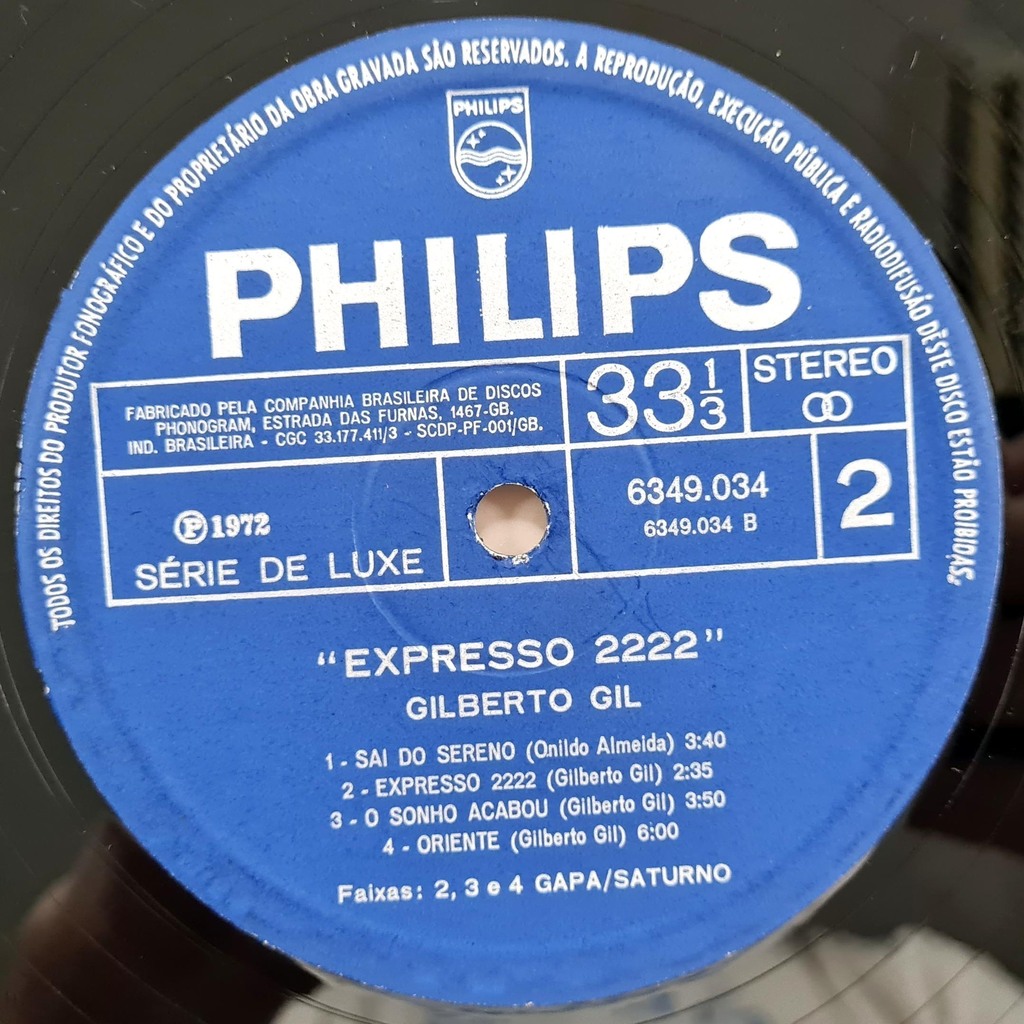 TODOS OS DIREITOS DO PRODUTOR FONOGRÁFICO E DO PROPRIETÁRIO DA OBRA GRAVADA SÃO RESERVADOS. A REPRODUÇÃO, EXECUÇÃO PÚBLICA E RADIODIFUSÃO DÊSTE DISCO ESTÃO PROIBIDAS.
PHILIPS
PHILIPS
FABRICADO PELA COMPANHIA BRASILEIRA DE DISCOS
PHONOGRAM, ESTRADA DAS FURNAS, 1467-GB.
IND. BRASILEIRA - CGC 33.177.411/3 - SCDP-PF-001/GB.
33 1/3
STEREO
℗ 1972
SÉRIE DE LUXE
6349.034
6349.034 B
2
“EXPRESSO 2222”
GILBERTO GIL
1 - SAI DO SERENO (Onildo Almeida) 3:40
2 - EXPRESSO 2222 (Gilberto Gil) 2:35
3 - O SONHO ACABOU (Gilberto Gil) 3:50
4 - ORIENTE (Gilberto Gil) 6:00
Faixas: 2, 3 e 4 GAPA/SATURNO